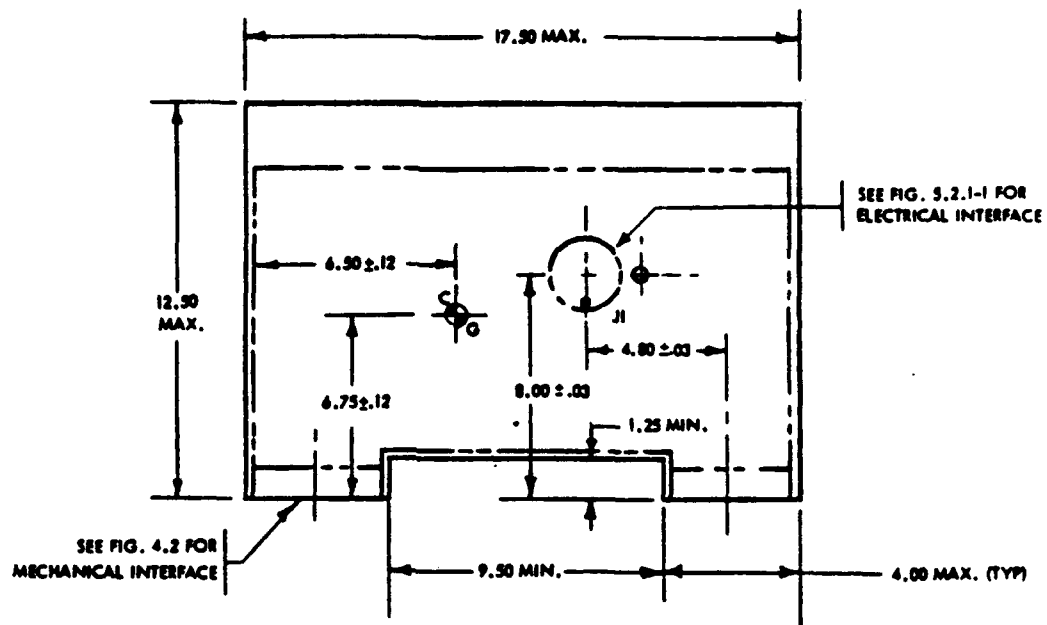 17.50 MAX.
SEE FIG. 5.2.1-1 FOR
ELECTRICAL INTERFACE
6.50 ±.12
12.50
MAX.
C
G
J1
4.80 ±.03
8.00 ±.03
6.75±.12
1.25 MIN.
SEE FIG. 4.2 FOR
MECHANICAL INTERFACE
9.50 MIN.
4.00 MAX. (TYP)